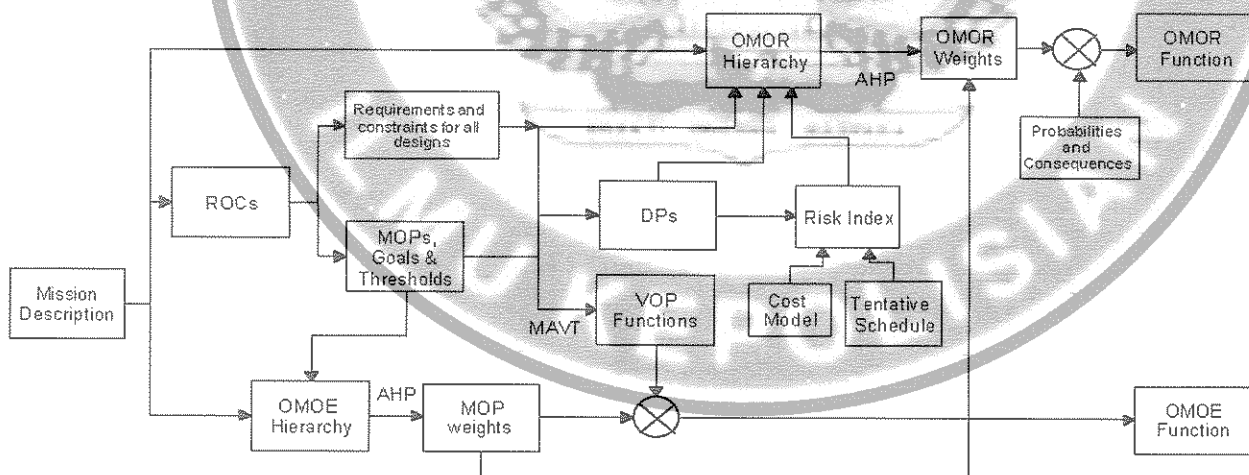 OMOR
Hierarchy
AHP
OMOR
Weights
OMOR
Function
Requirements and
constraints for all
designs
Probabilities
and
Consequences
ROCs
DPs
Risk Index
MOPs,
Goals &
Thresholds
Mission
Description
MAVT
VOP
Functions
Cost
Model
Tentative
Schedule
OMOE
Hierarchy
AHP
MOP
weights
OMOE
Function
ILMU KEPOLISIAN